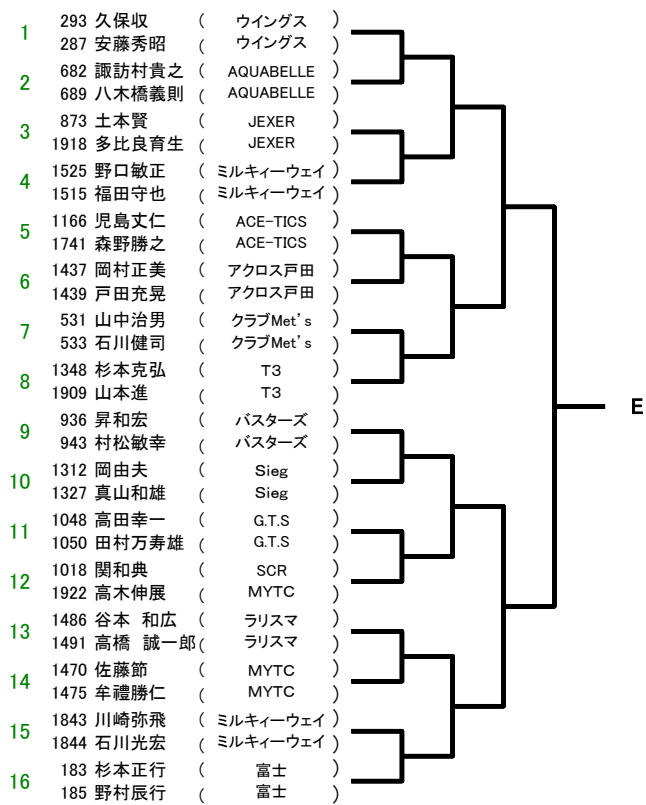 1
293 久保収 ( ウイングス )
287 安藤秀昭 ( ウイングス )
2
682 諏訪村貴之 ( AQUABELLE )
689 八木橋義則 ( AQUABELLE )
3
873 土本賢 ( JEXER )
1918 多比良育生 ( JEXER )
4
1525 野口敏正 ( ミルキィーウェイ )
1515 福田守也 ( ミルキィーウェイ )
5
1166 児島丈仁 ( ACE-TICS )
1741 森野勝之 ( ACE-TICS )
6
1437 岡村正美 ( アクロス戸田 )
1439 戸田充晃 ( アクロス戸田 )
7
531 山中治男 ( クラブMet's )
533 石川健司 ( クラブMet's )
8
1348 杉本克弘 ( T3 )
1909 山本進 ( T3 )
E
9
936 昇和宏 ( バスターズ )
943 村松敏幸 ( バスターズ )
10
1312 岡由夫 ( Sieg )
1327 真山和雄 ( Sieg )
11
1048 高田幸一 ( G.T.S )
1050 田村万寿雄 ( G.T.S )
12
1018 関和典 ( SCR )
1922 高木伸展 ( MYTC )
13
1486 谷本 和広 ( ラリスマ )
1491 高橋 誠一郎 ( ラリスマ )
14
1470 佐藤節 ( MYTC )
1475 牟禮勝仁 ( MYTC )
15
1843 川崎弥飛 ( ミルキィーウェイ )
1844 石川光宏 ( ミルキィーウェイ )
16
183 杉本正行 ( 富士 )
185 野村辰行 ( 富士 )